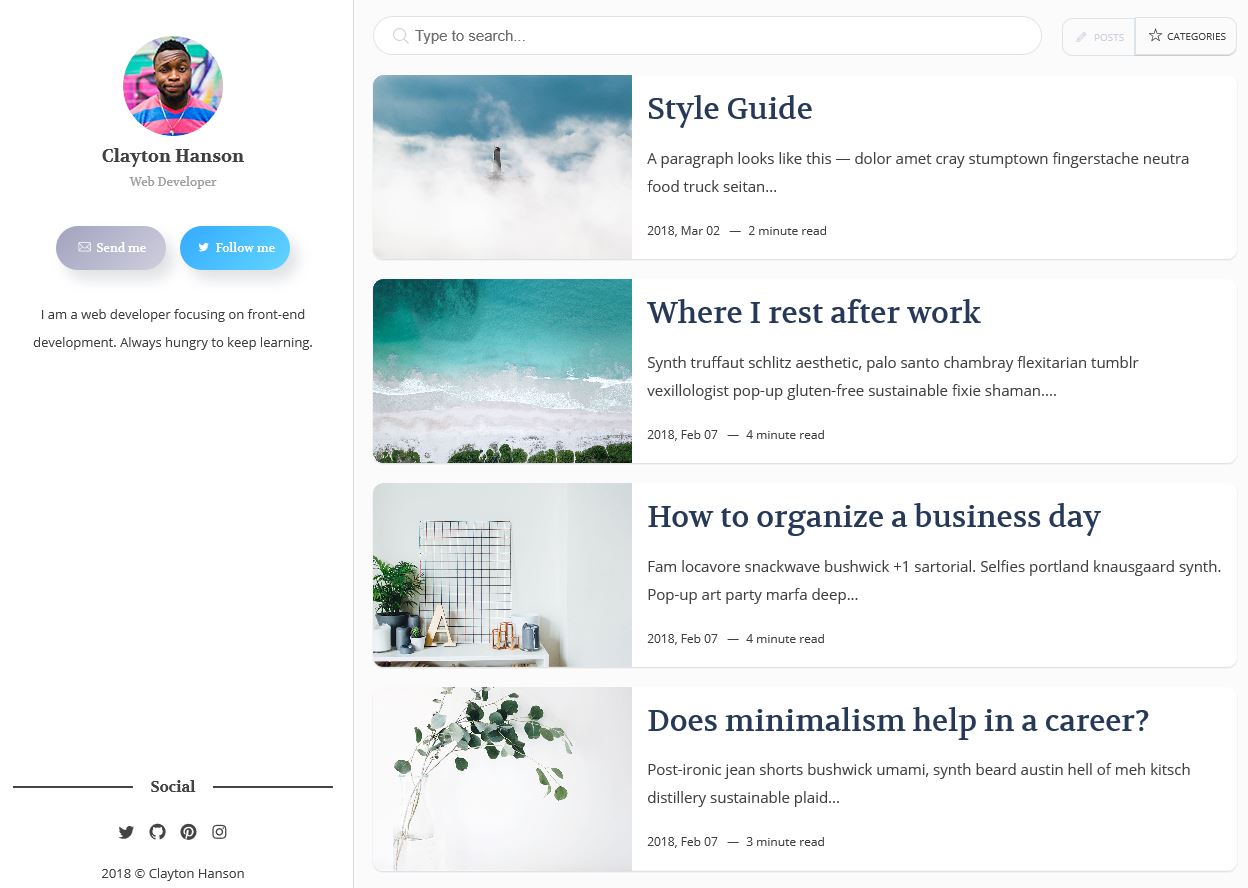 Clayton Hanson
Web Developer
Send me
Follow me
I am a web developer focusing on front-end
development. Always hungry to keep learning.
Social
2018 © Clayton Hanson
Type to search...
POSTS
CATEGORIES
Style Guide
A paragraph looks like this — dolor amet cray stumptown fingerstache neutra
food truck seitan...
2018, Mar 02 — 2 minute read
Where I rest after work
Synth truffaut schlitz aesthetic, palo santo chambray flexitarian tumblr
vexillologist pop-up gluten-free sustainable fixie shaman....
2018, Feb 07 — 4 minute read
How to organize a business day
Fam locavore snackwave bushwick +1 sartorial. Selfies portland knausgaard synth.
Pop-up art party marfa deep...
2018, Feb 07 — 4 minute read
A
Does minimalism help in a career?
Post-ironic jean shorts bushwick umami, synth beard austin hell of meh kitsch
distillery sustainable plaid...
2018, Feb 07 — 3 minute read